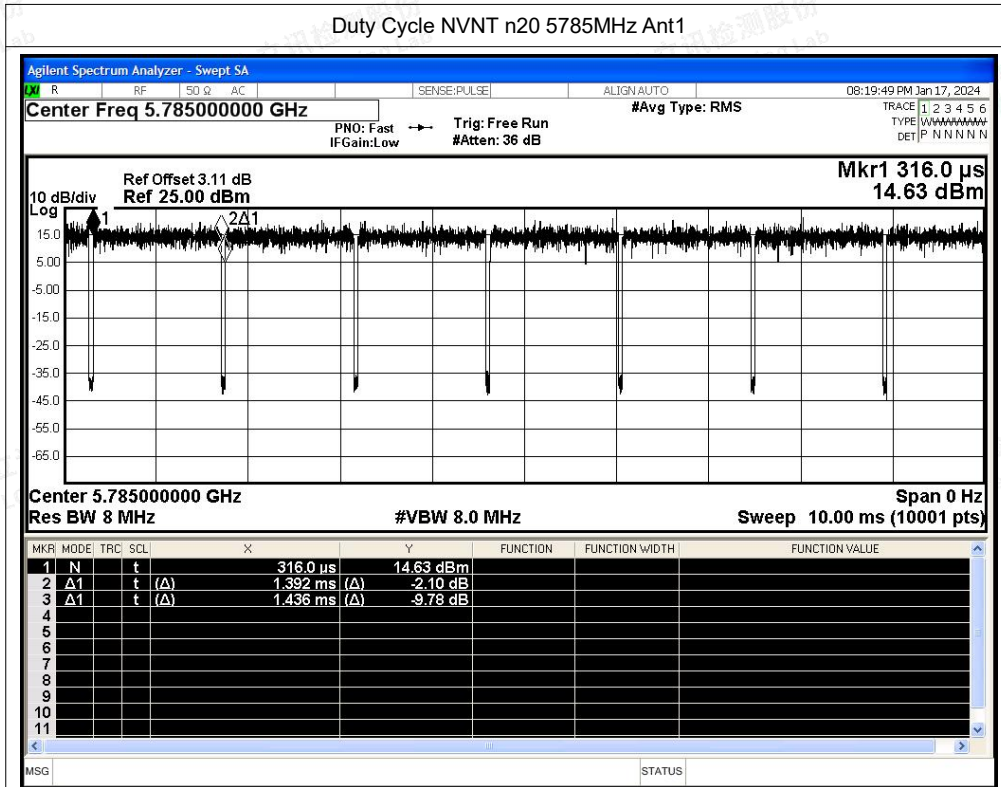 Duty Cycle NVNT n20 5785MHz Ant1
Agilent Spectrum Analyzer - Swept SA
LXI R RF 50 Ω AC SENSE:PULSE ALIGN AUTO 08:19:49 PM Jan 17, 2024
Center Freq 5.785000000 GHz #Avg Type: RMS TRACE 1 2 3 4 5 6
PNO: Fast Trig: Free Run TYPE WWWWWW
IFGain:Low #Atten: 36 dB DET P N N N N N
Mkr1 316.0 µs
Ref Offset 3.11 dB
10 dB/div Ref 25.00 dBm 14.63 dBm
Log
1 2Δ1
15.0
5.00
-5.00
-15.0
-25.0
-35.0
-45.0
-55.0
-65.0
Center 5.785000000 GHz Span 0 Hz
Res BW 8 MHz #VBW 8.0 MHz Sweep 10.00 ms (10001 pts)
MKR MODE TRC SCL X Y FUNCTION FUNCTION WIDTH FUNCTION VALUE
1 N t 316.0 µs 14.63 dBm
2 Δ1 t (Δ) 1.392 ms (Δ) -2.10 dB
3 Δ1 t (Δ) 1.436 ms (Δ) -9.78 dB
4
5
6
7
8
9
10
11
MSG STATUS